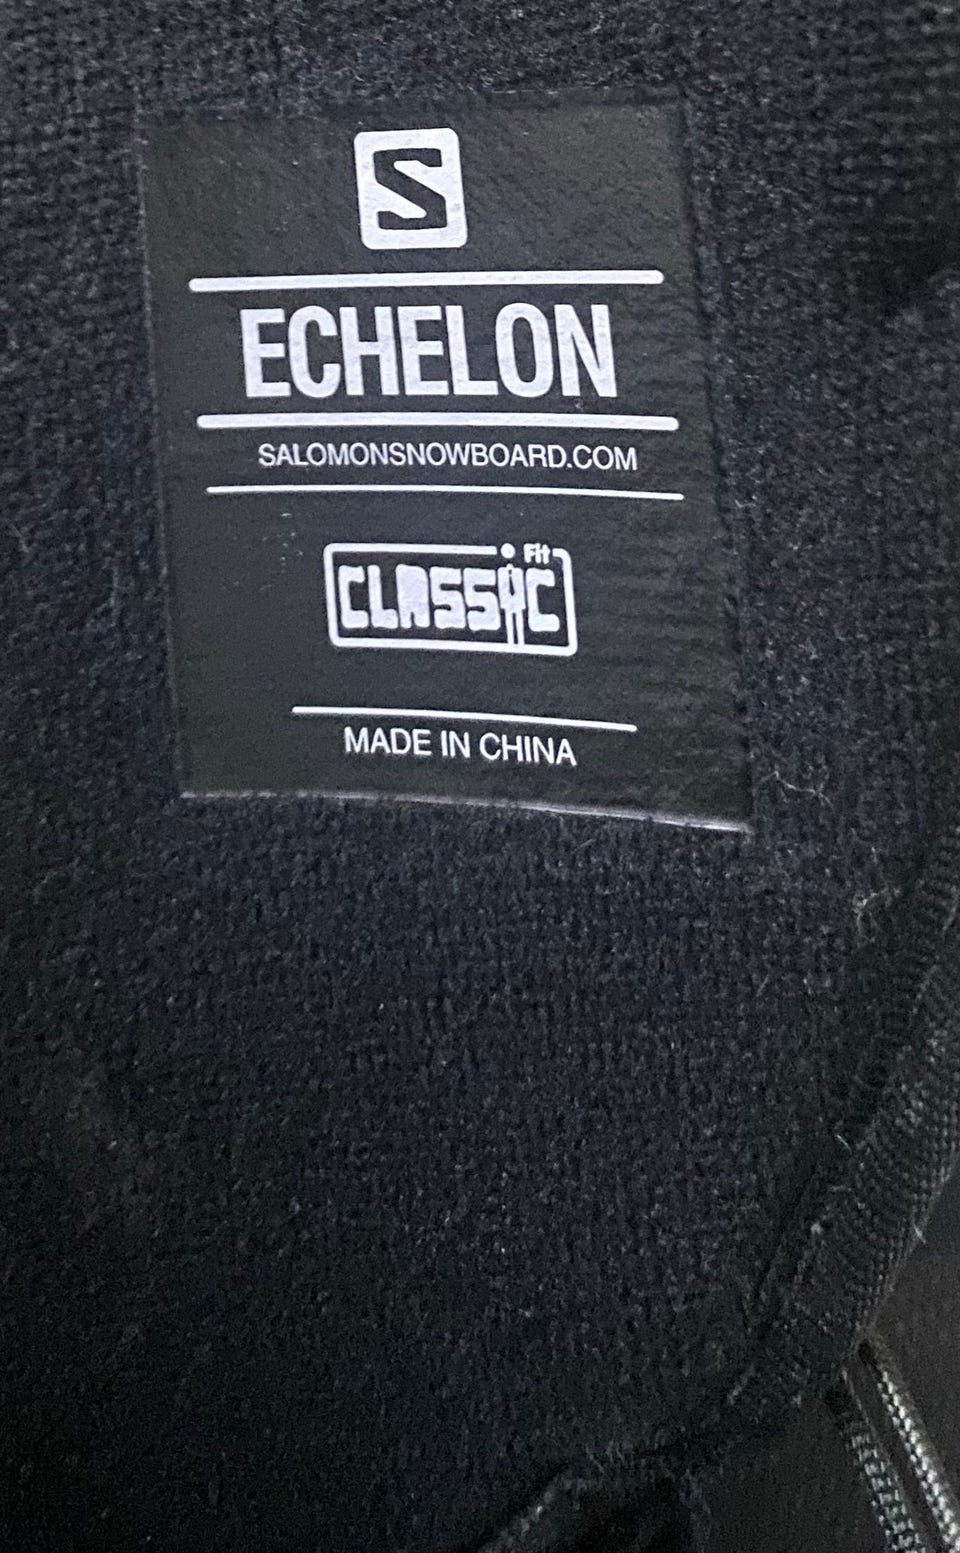 S
ECHELON
SALOMONSNOWBOARD.COM
Fit
CLASSIC
MADE IN CHINA